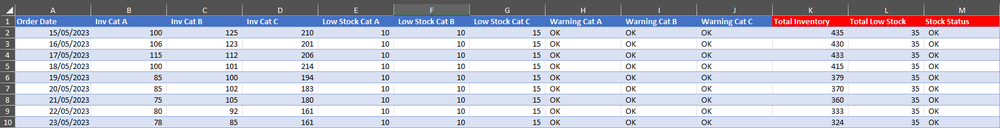 A B C D E F G H I J K L M
1 Order Date Inv Cat A Inv Cat B Inv Cat C Low Stock Cat A Low Stock Cat B Low Stock Cat C Warning Cat A Warning Cat B Warning Cat C Total Inventory Total Low Stock Stock Status
2 15/05/2023 100 125 210 10 10 15 OK OK OK 435 35 OK
3 16/05/2023 106 123 201 10 10 15 OK OK OK 430 35 OK
4 17/05/2023 115 112 206 10 10 15 OK OK OK 433 35 OK
5 18/05/2023 100 101 214 10 10 15 OK OK OK 415 35 OK
6 19/05/2023 85 100 194 10 10 15 OK OK OK 379 35 OK
7 20/05/2023 85 102 183 10 10 15 OK OK OK 370 35 OK
8 21/05/2023 75 105 180 10 10 15 OK OK OK 360 35 OK
9 22/05/2023 80 92 161 10 10 15 OK OK OK 333 35 OK
10 23/05/2023 78 85 161 10 10 15 OK OK OK 324 35 OK